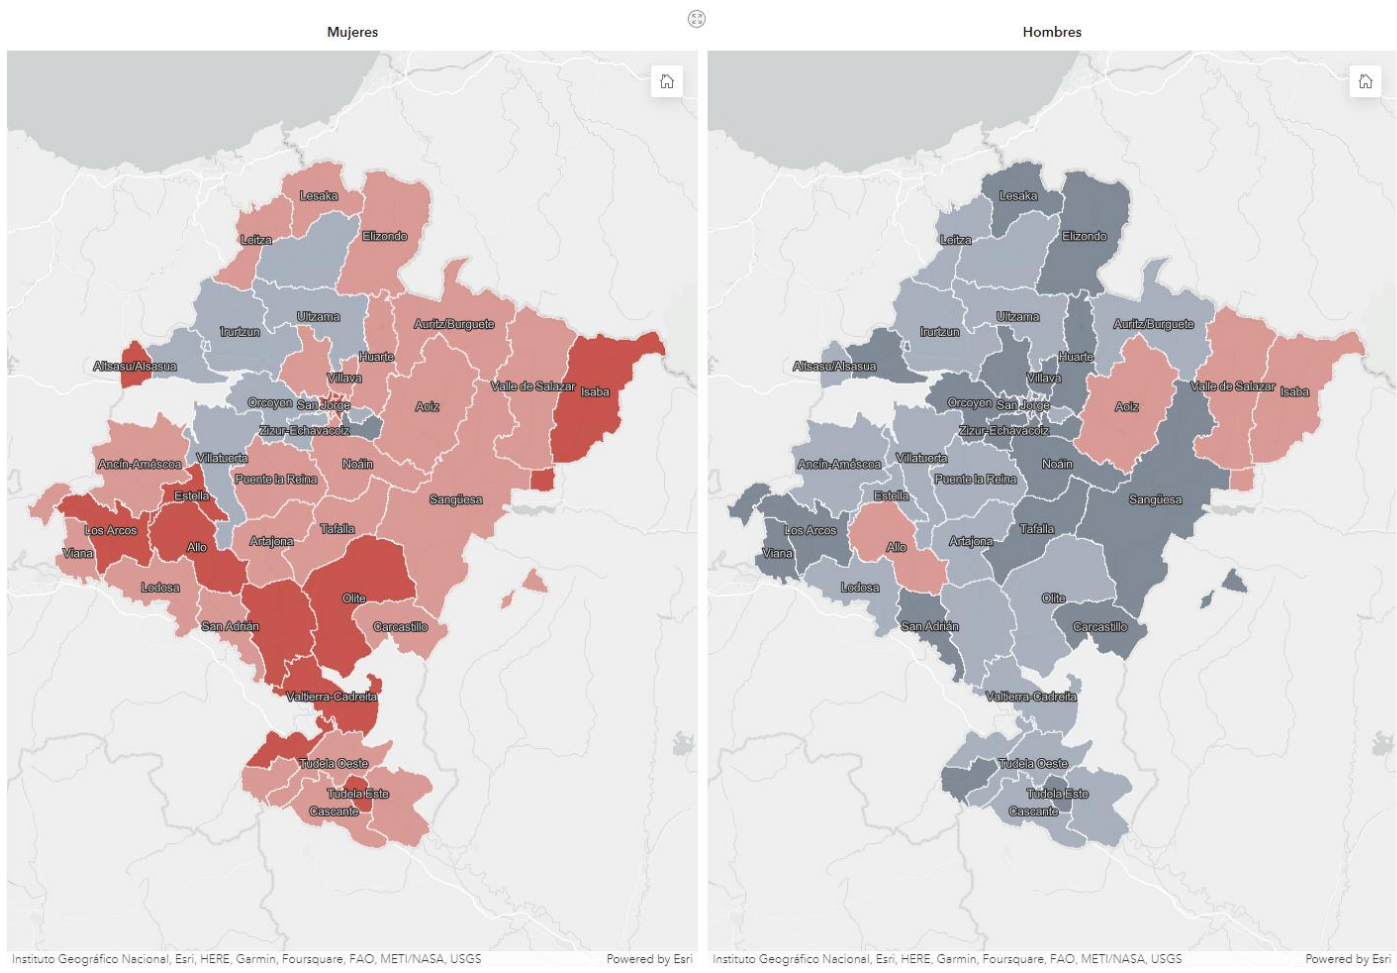 Mujeres
Hombres
Lesaka
Leitza
Elizondo
Irurtzun
Ultzama
Auritz/Burguete
Altsasu/Alsasua
Huarte
Villava
Valle de Salazar
Isaba
Orcoyen
San Jorge
Aoiz
Zizur-Echavacoiz
Ancín-Améscoa
Villatuerta
Noáin
Puente la Reina
Estella
Sangüesa
Los Arcos
Tafalla
Viana
Allo
Artajona
Lodosa
Olite
San Adrián
Carcastillo
Valtierra-Cadreita
Tudela Oeste
Tudela Este
Cascante
Instituto Geográfico Nacional, Esri, HERE, Garmin, Foursquare, FAO, METI/NASA, USGS
Powered by Esri
Lesaka
Leitza
Elizondo
Irurtzun
Ultzama
Auritz/Burguete
Altsasu/Alsasua
Huarte
Villava
Valle de Salazar
Isaba
Orcoyen
San Jorge
Aoiz
Zizur-Echavacoiz
Ancín-Améscoa
Villatuerta
Noáin
Puente la Reina
Estella
Sangüesa
Los Arcos
Tafalla
Viana
Allo
Artajona
Lodosa
Olite
San Adrián
Carcastillo
Valtierra-Cadreita
Tudela Oeste
Tudela Este
Cascante
Instituto Geográfico Nacional, Esri, HERE, Garmin, Foursquare, FAO, METI/NASA, USGS
Powered by Esri